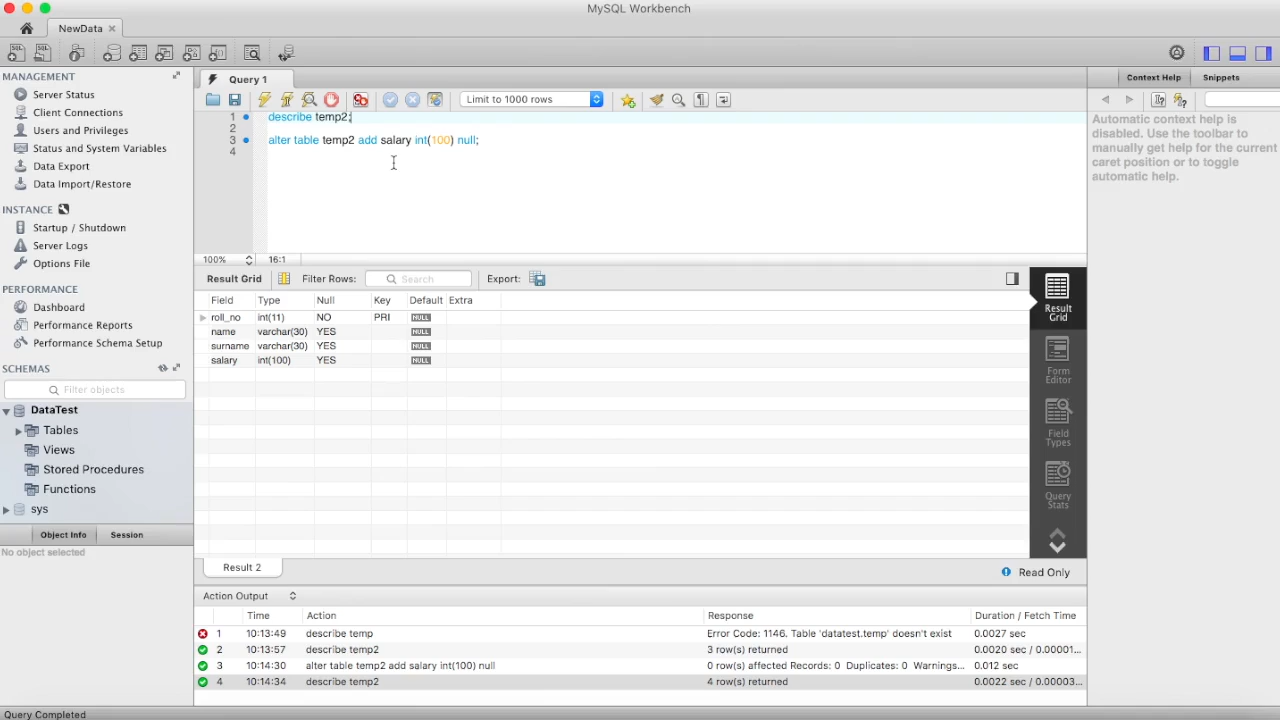 MySQL Workbench
NewData
MANAGEMENT
Server Status
Client Connections
Users and Privileges
Status and System Variables
Data Export
Data Import/Restore
INSTANCE
Startup / Shutdown
Server Logs
Options File
PERFORMANCE
Dashboard
Performance Reports
Performance Schema Setup
SCHEMAS
Filter objects
DataTest
Tables
Views
Stored Procedures
Functions
sys
Object Info Session
No object selected
Query 1
Limit to 1000 rows
1 describe temp2;
2
3 alter table temp2 add salary int(100) null;
4
100% 16:1
Result Grid Filter Rows: Search Export:
Field Type Null Key Default Extra
roll_no int(11) NO PRI NULL
name varchar(30) YES NULL
surname varchar(30) YES NULL
salary int(100) YES NULL
Result
Grid
Form
Editor
Field
Types
Query
Stats
Result 2
Read Only
Action Output
Time Action Response Duration / Fetch Time
1 10:13:49 describe temp Error Code: 1146. Table 'datatest.temp' doesn't exist 0.0027 sec
2 10:13:57 describe temp2 3 row(s) returned 0.0020 sec / 0.00001...
3 10:14:30 alter table temp2 add salary int(100) null 0 row(s) affected Records: 0 Duplicates: 0 Warnings... 0.012 sec
4 10:14:34 describe temp2 4 row(s) returned 0.0022 sec / 0.00003...
Context Help Snippets
Automatic context help is
disabled. Use the toolbar to
manually get help for the current
caret position or to toggle
automatic help.
Query Completed